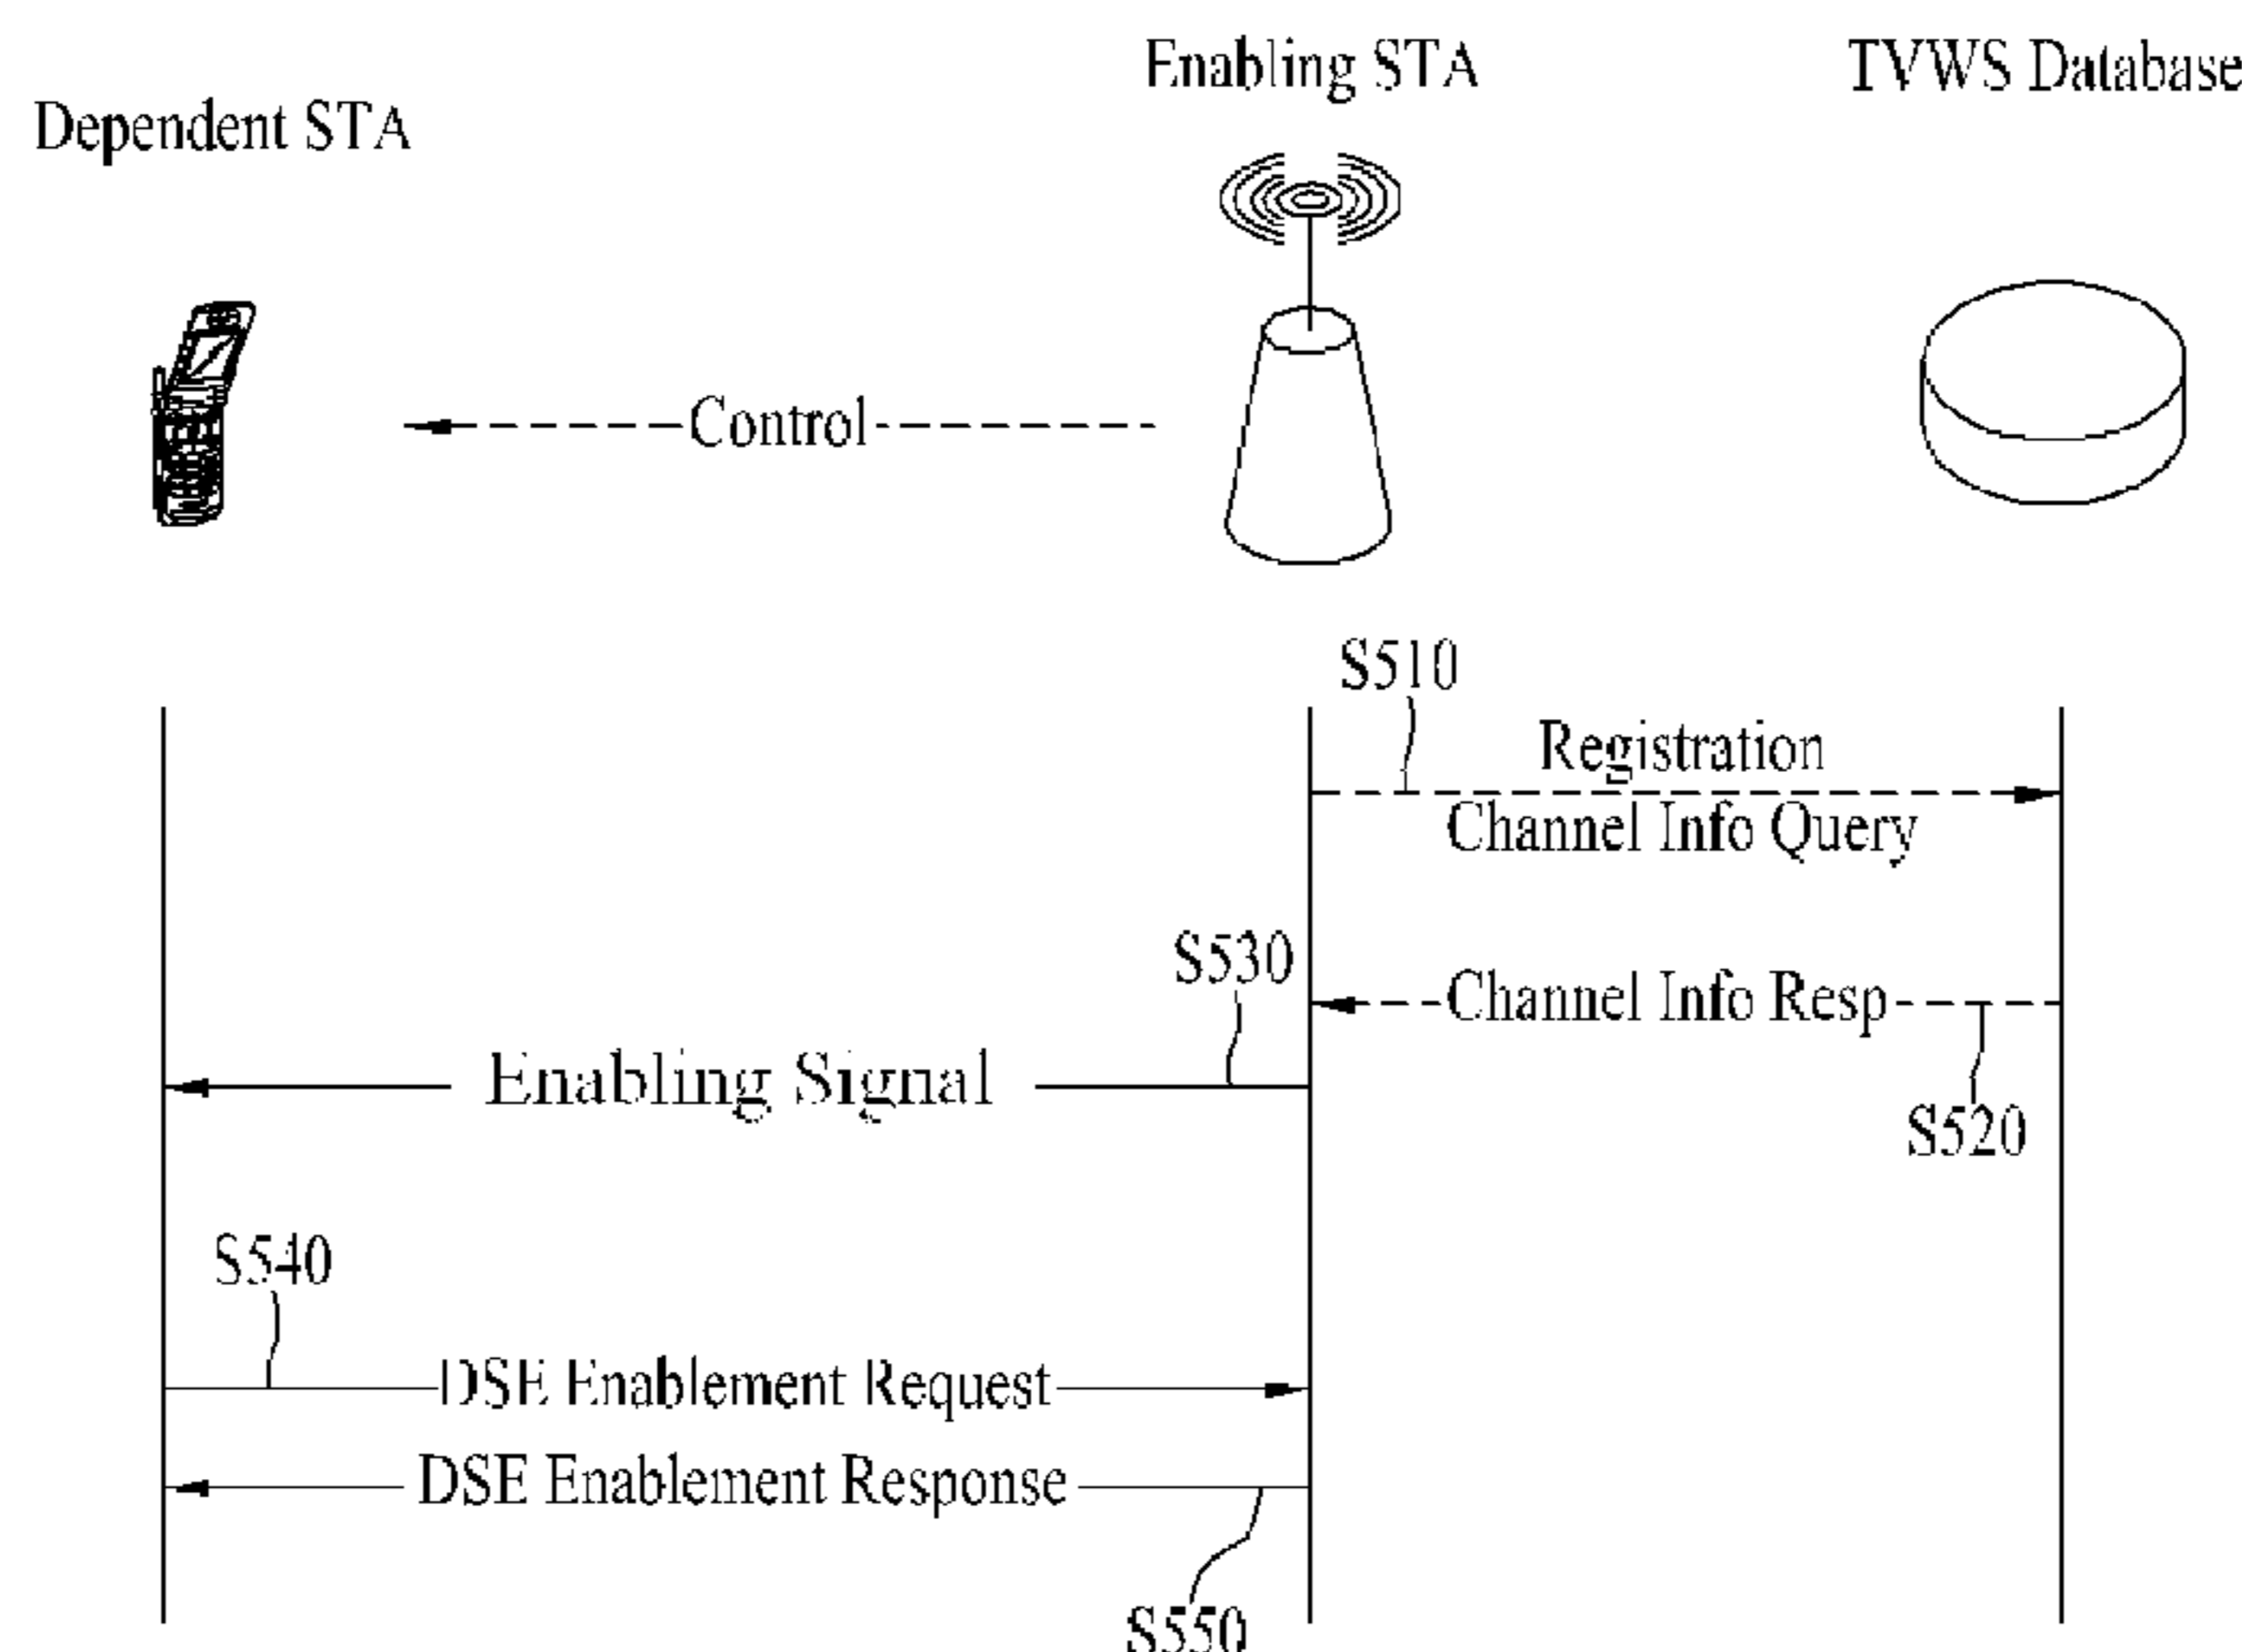 Enabling STA
TVWS Database
Dependent STA
Control
S510
Registration
Channel Info Query
S530
Channel Info Resp
Enabling Signal
S520
S540
DSE Enablement Request
DSE Enablement Response
S550